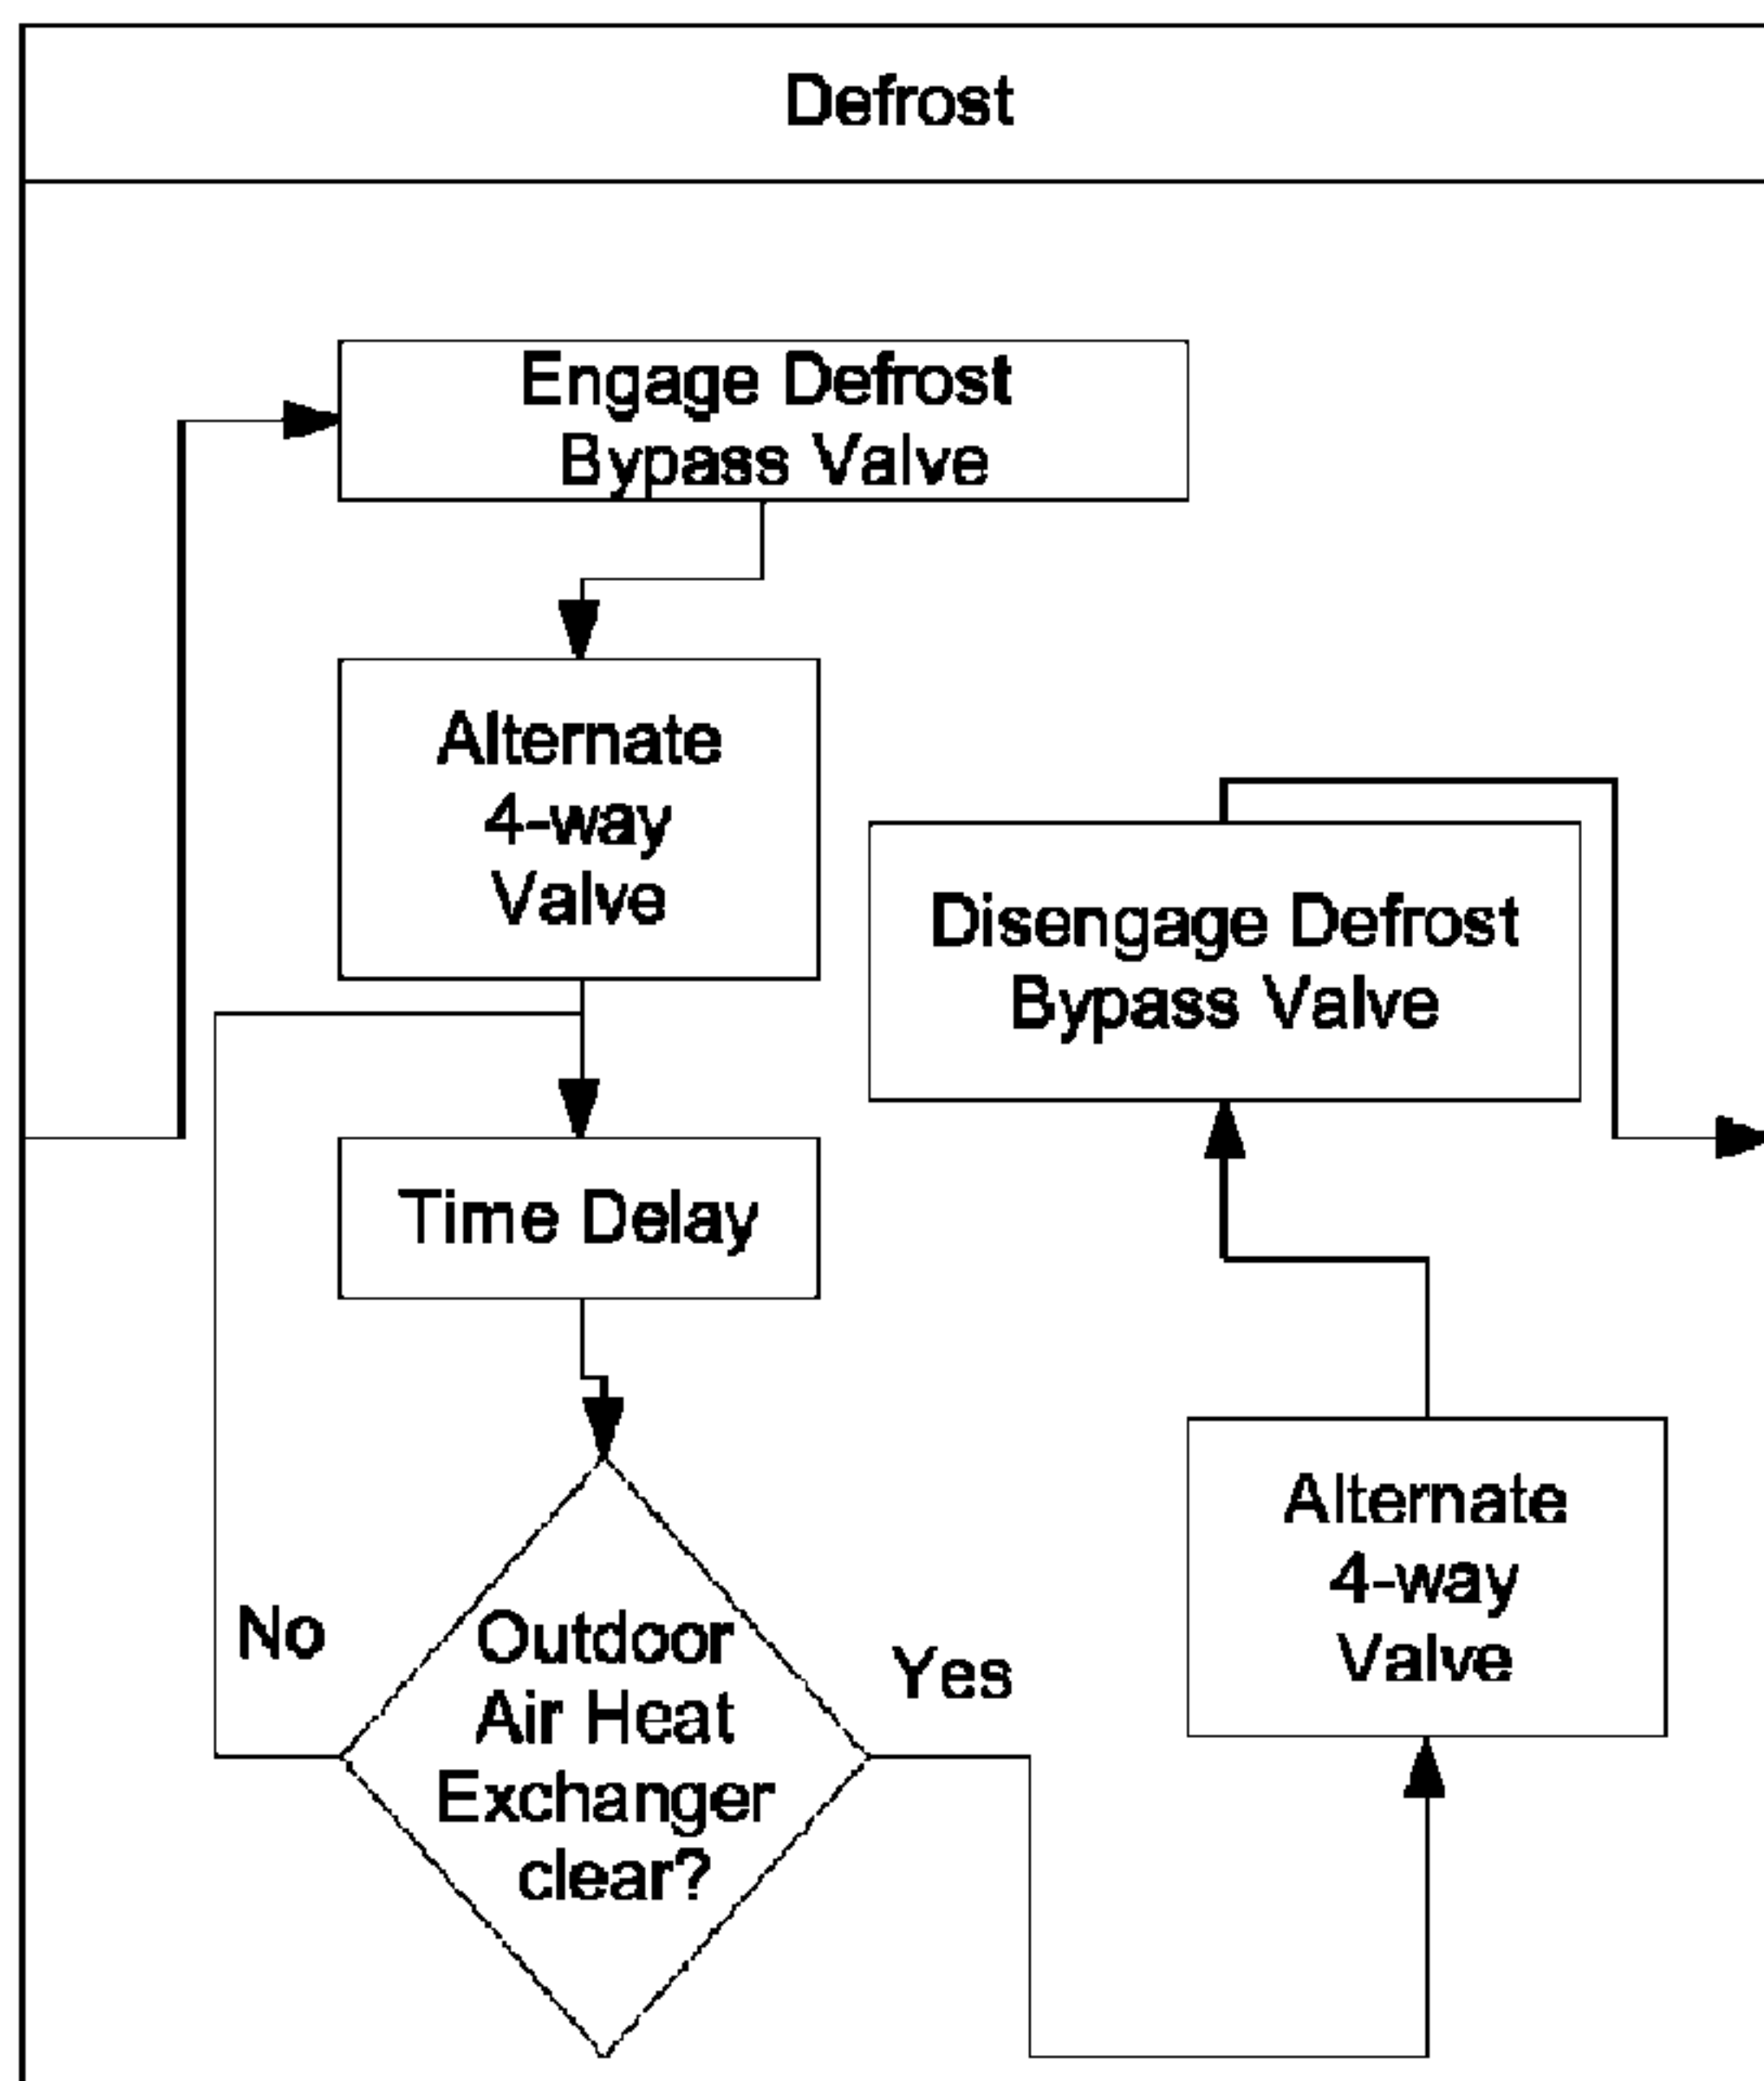 Defrost
Engage Defrost
Bypass Valve
Alternate
4-way
Valve
Disengage Defrost
Bypass Valve
Time Delay
Alternate
4-way
Valve
No
Outdoor
Air Heat
Exchanger
clear?
Yes